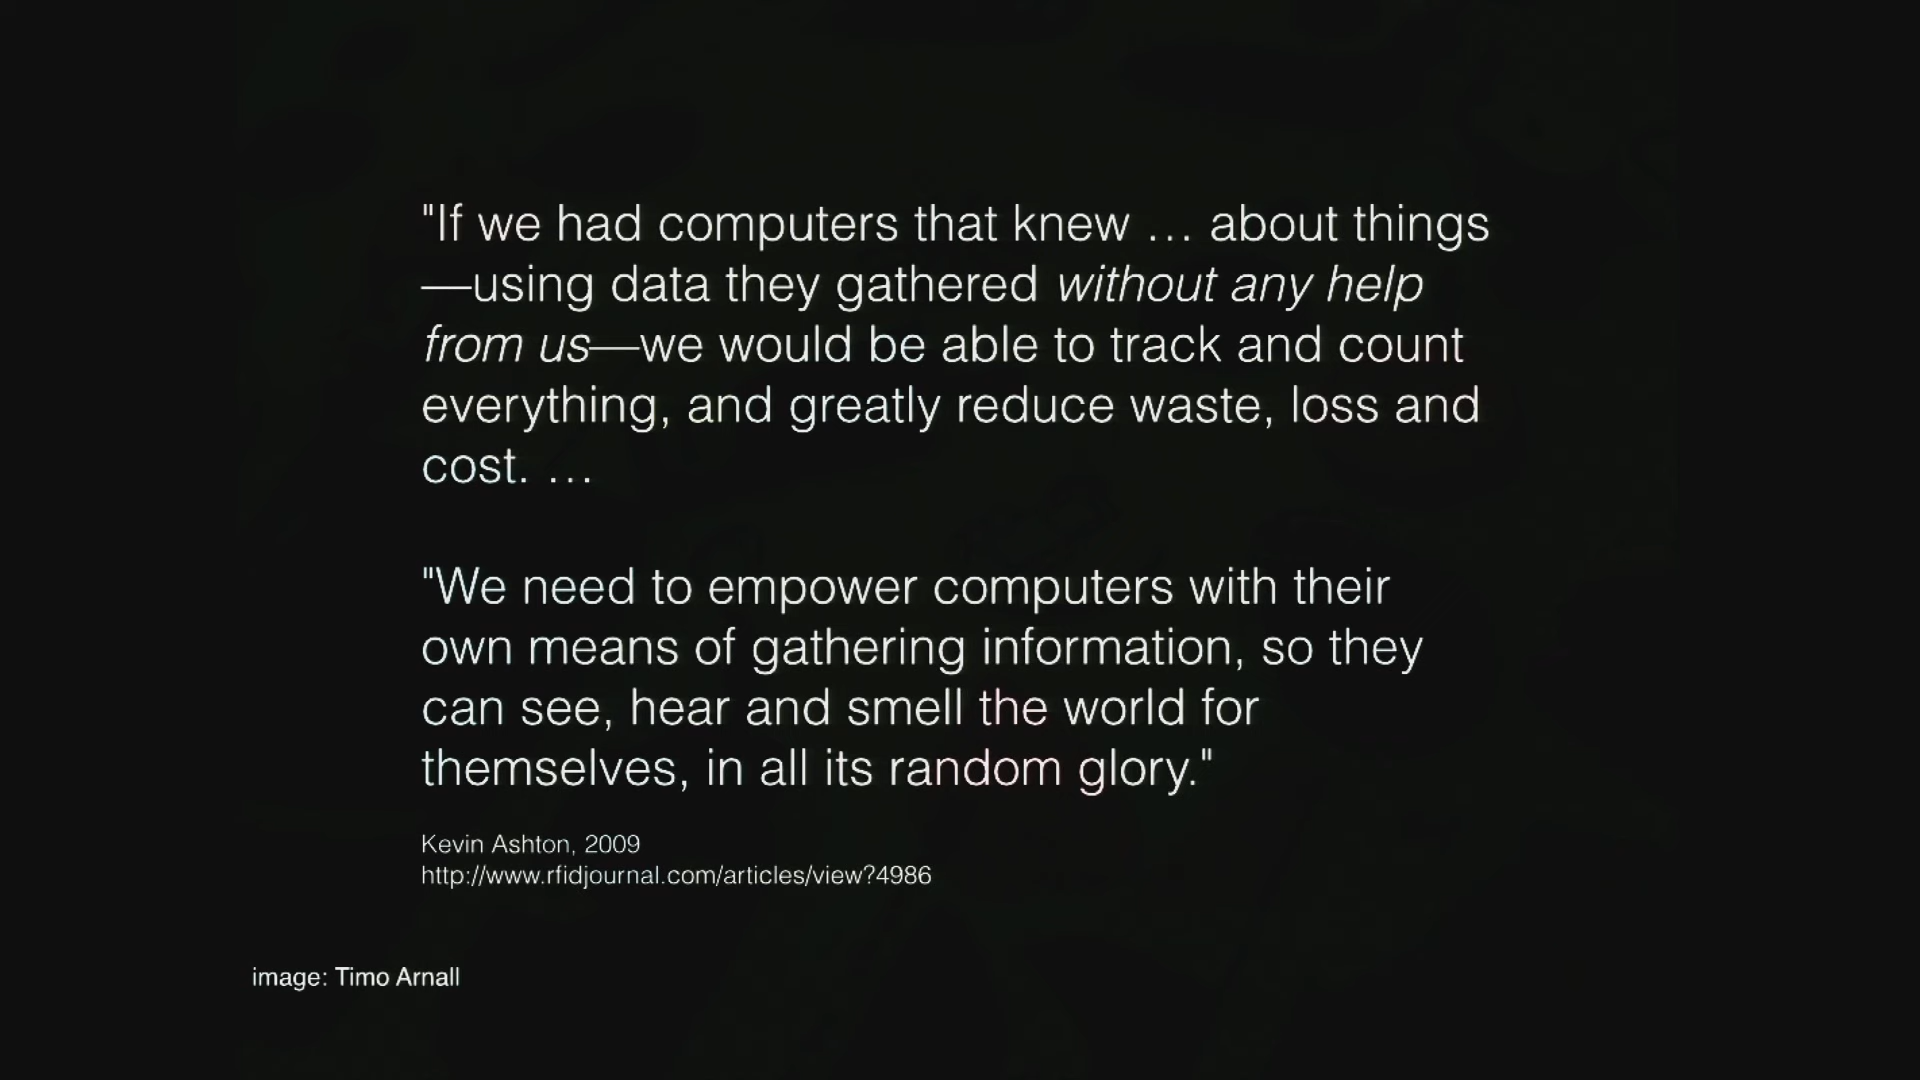 "If we had computers that knew … about things
—using data they gathered without any help
from us—we would be able to track and count
everything, and greatly reduce waste, loss and
cost. …
"We need to empower computers with their
own means of gathering information, so they
can see, hear and smell the world for
themselves, in all its random glory."
Kevin Ashton, 2009
http://www.rfidjournal.com/articles/view?4986
image: Timo Arnall